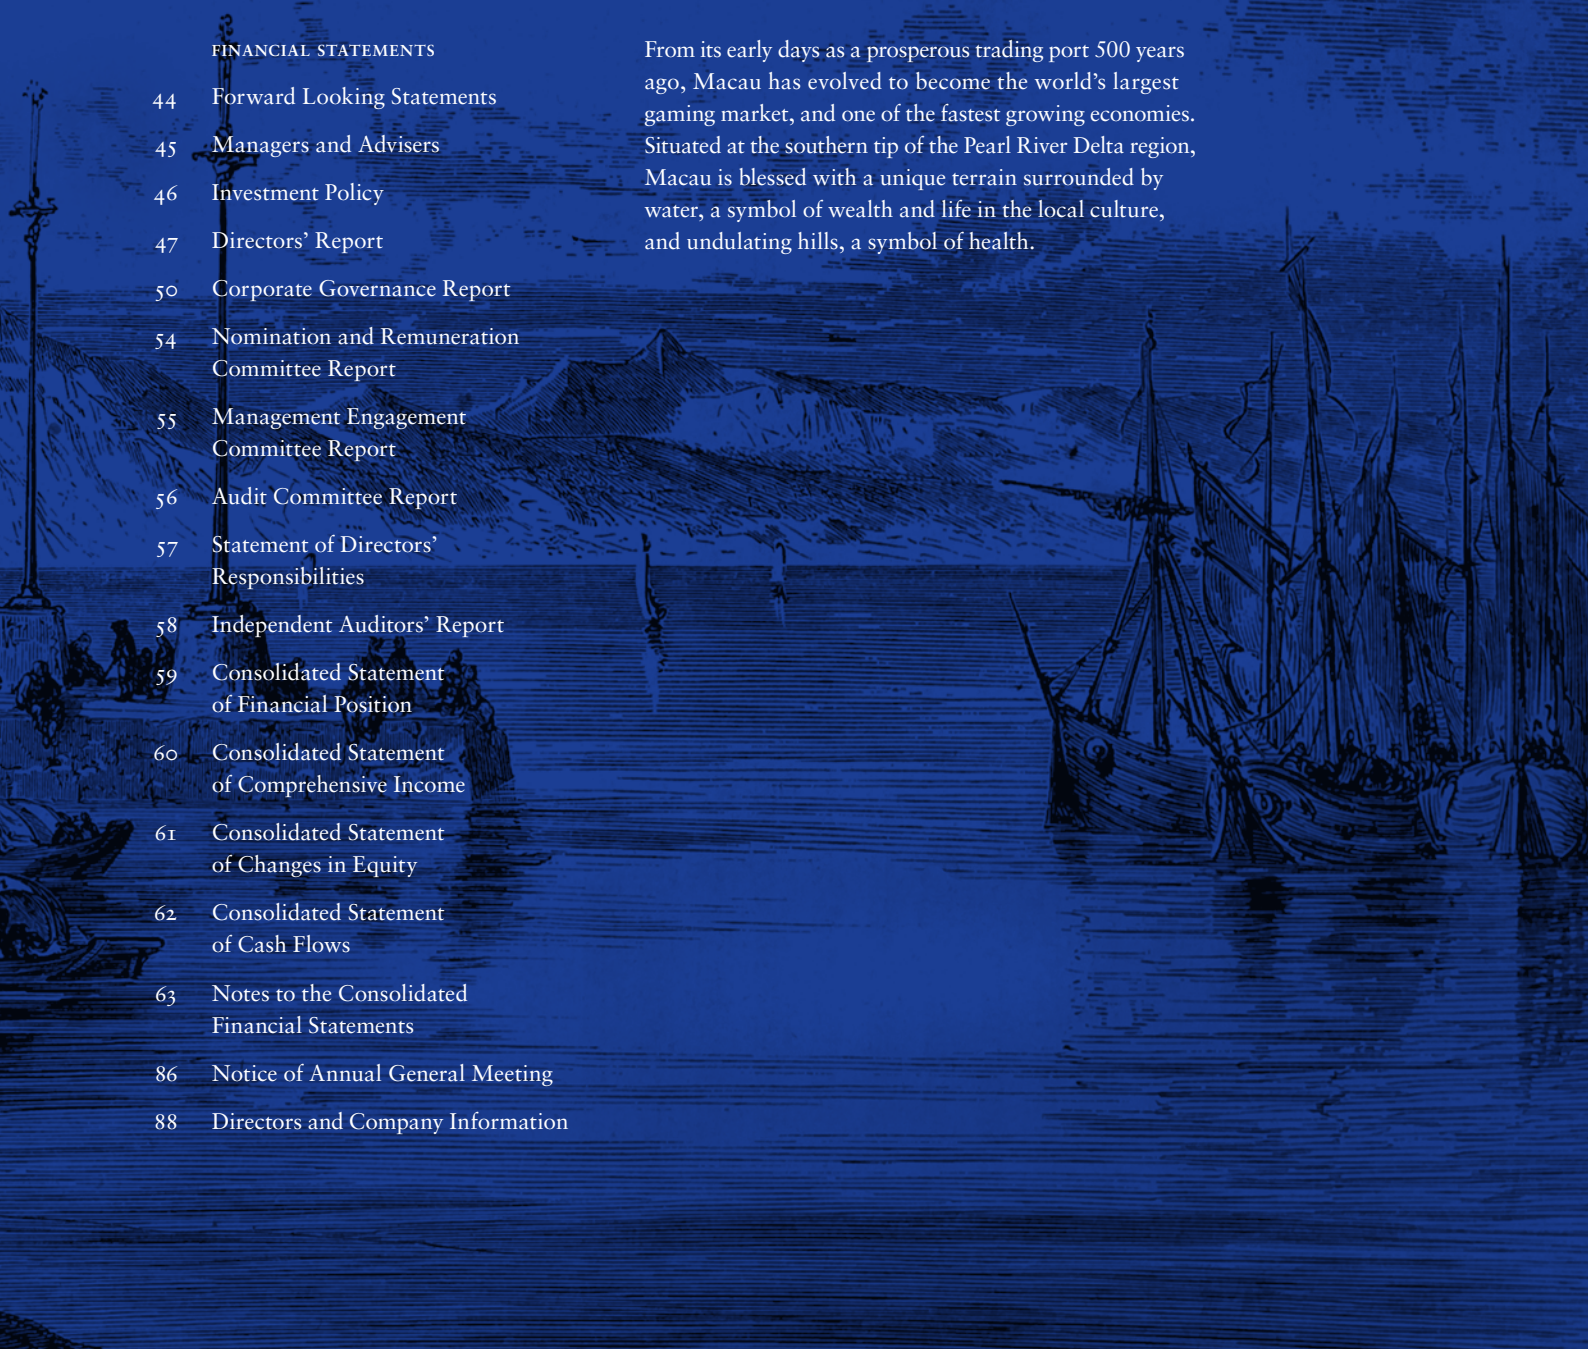 FINANCIAL STATEMENTS
44 Forward Looking Statements
45 Managers and Advisers
46 Investment Policy
47 Directors’ Report
50 Corporate Governance Report
54 Nomination and Remuneration
Committee Report
55 Management Engagement
Committee Report
56 Audit Committee Report
57 Statement of Directors’
Responsibilities
58 Independent Auditors’ Report
59 Consolidated Statement
of Financial Position
60 Consolidated Statement
of Comprehensive Income
61 Consolidated Statement
of Changes in Equity
62 Consolidated Statement
of Cash Flows
63 Notes to the Consolidated
Financial Statements
86 Notice of Annual General Meeting
88 Directors and Company Information
From its early days as a prosperous trading port 500 years
ago, Macau has evolved to become the world’s largest
gaming market, and one of the fastest growing economies.
Situated at the southern tip of the Pearl River Delta region,
Macau is blessed with a unique terrain surrounded by
water, a symbol of wealth and life in the local culture,
and undulating hills, a symbol of health.